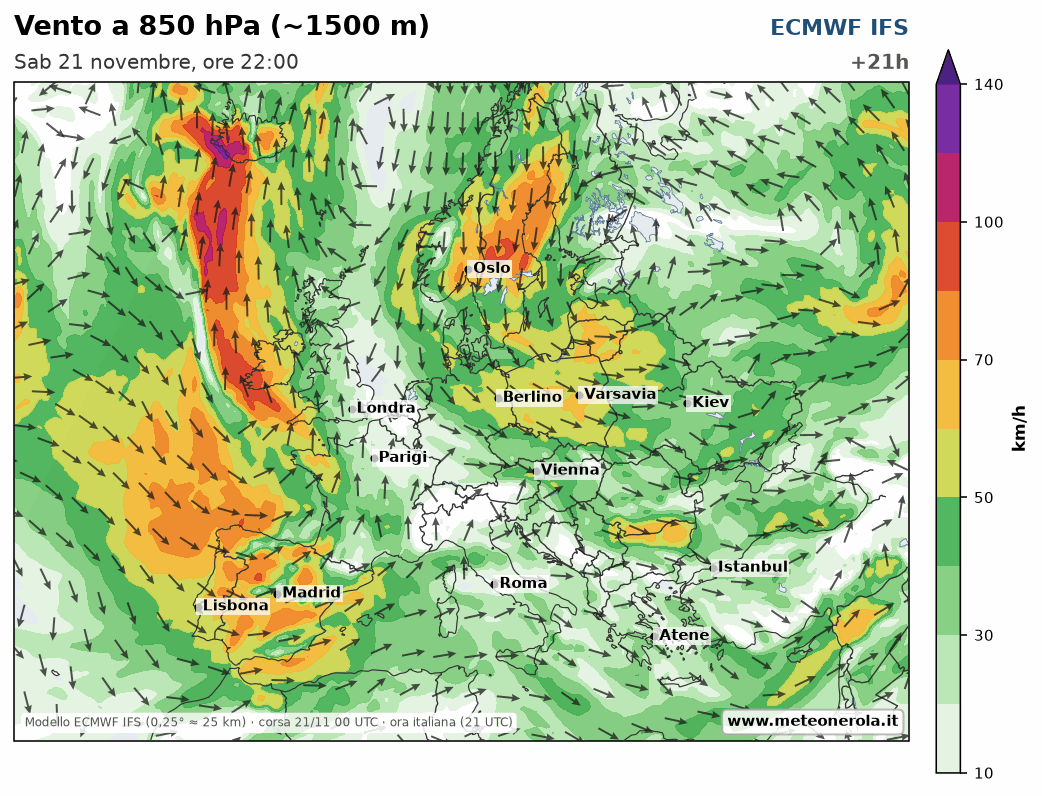 Vento a 850 hPa (~1500 m)
ECMWF IFS
Sab 21 novembre, ore 22:00
+21h
140
100
70
50
30
10
km/h
Oslo
Berlino
Varsavia
Kiev
Londra
Parigi
Vienna
Istanbul
Roma
Madrid
Lisbona
Atene
Modello ECMWF IFS (0,25° ≈ 25 km) · corsa 21/11 00 UTC · ora italiana (21 UTC)
www.meteonerola.it